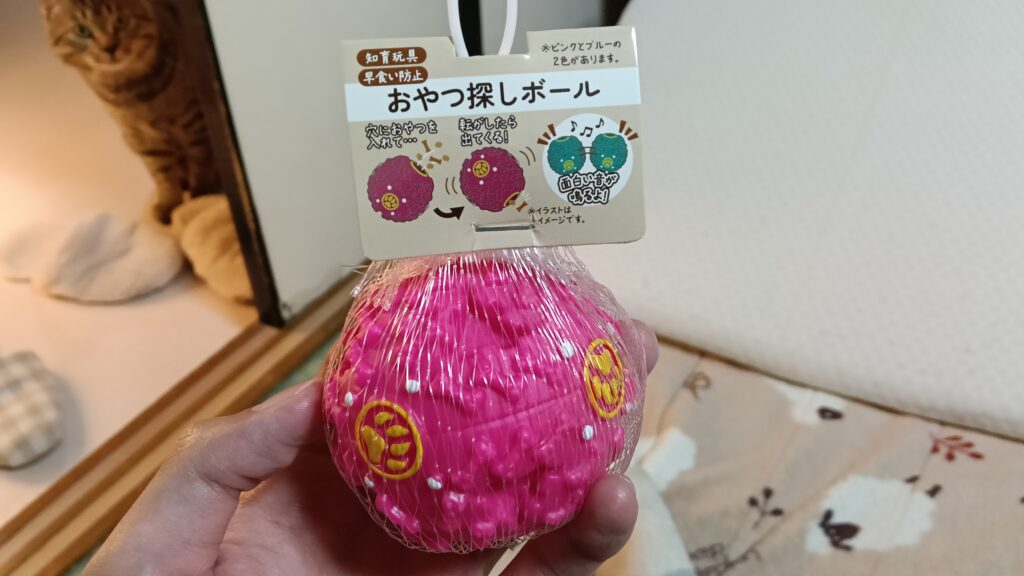 知育玩具
早食い防止
※ピンクとブルーの
2色があります。
おやつ探しボール
穴におやつを
入れて…
転がしたら
出てくる!
面白い音が
鳴るよ!
※イラストは
イメージです。